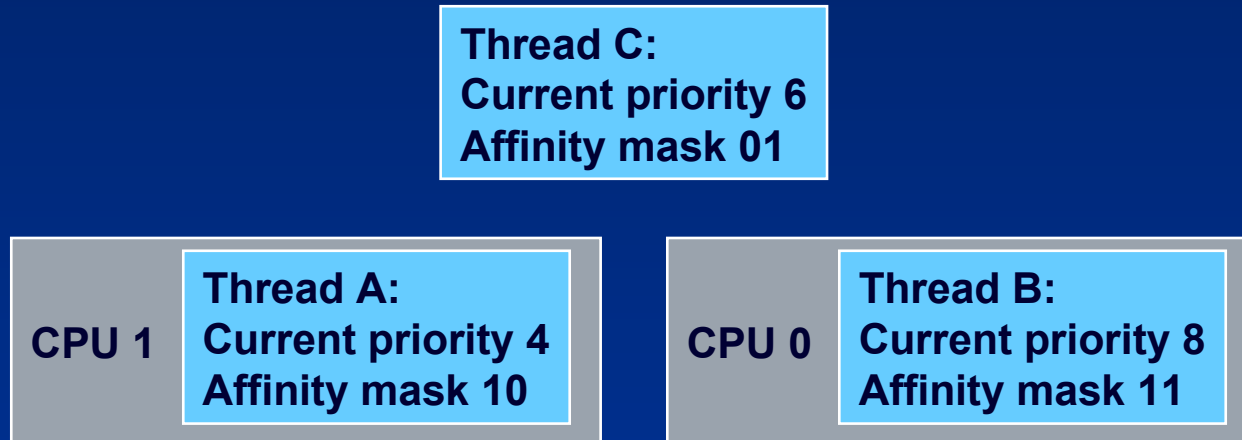 Thread C:
Current priority 6
Affinity mask 01
CPU 1
Thread A:
Current priority 4
Affinity mask 10
CPU 0
Thread B:
Current priority 8
Affinity mask 11